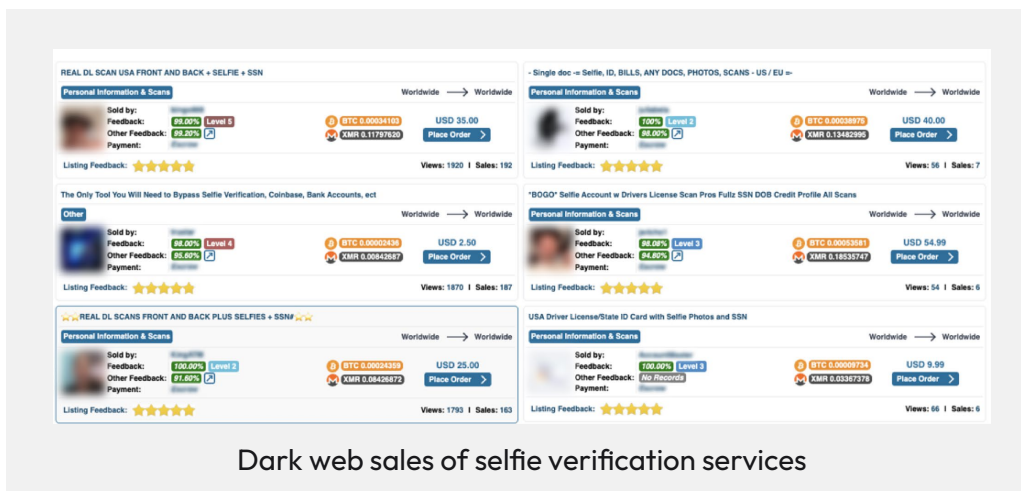 REAL DL SCAN USA FRONT AND BACK + SELFIE + SSN
Personal Information & Scans
Worldwide → Worldwide
Sold by:
Feedback: 99.00% Level 5
Other Feedback: 99.20%
Payment:
BTC 0.00034103
XMR 0.11797620
USD 35.00
Place Order
Listing Feedback:
Views: 1920 I Sales: 192
- Single doc -= Selfie, ID, BILLS, ANY DOCS, PHOTOS, SCANS - US / EU =-
Personal Information & Scans
Worldwide → Worldwide
Sold by:
Feedback: 100% Level 2
Other Feedback: 98.00%
Payment:
BTC 0.00038975
XMR 0.13482995
USD 40.00
Place Order
Listing Feedback:
Views: 56 I Sales: 7
The Only Tool You Will Need to Bypass Selfie Verification, Coinbase, Bank Accounts, ect
Other
Worldwide → Worldwide
Sold by:
Feedback: 98.00% Level 4
Other Feedback: 95.60%
Payment:
BTC 0.00002436
XMR 0.00842687
USD 2.50
Place Order
Listing Feedback:
Views: 1870 I Sales: 187
*BOGO* Selfie Account w Drivers License Scan Pros Fullz SSN DOB Credit Profile All Scans
Personal Information & Scans
Worldwide → Worldwide
Sold by:
Feedback: 98.08% Level 3
Other Feedback: 94.80%
Payment:
BTC 0.00053581
XMR 0.18535747
USD 54.99
Place Order
Listing Feedback:
Views: 54 I Sales: 6
REAL DL SCANS FRONT AND BACK PLUS SELFIES + SSN#
Personal Information & Scans
Worldwide → Worldwide
Sold by:
Feedback: 100.00% Level 2
Other Feedback: 91.60%
Payment:
BTC 0.00024359
XMR 0.08426872
USD 25.00
Place Order
Listing Feedback:
Views: 1793 I Sales: 163
USA Driver License/State ID Card with Selfie Photos and SSN
Personal Information & Scans
Worldwide → Worldwide
Sold by:
Feedback: 100.00% Level 3
Other Feedback: No Records
Payment:
BTC 0.00009734
XMR 0.03367378
USD 9.99
Place Order
Listing Feedback:
Views: 66 I Sales: 6
Dark web sales of selfie verification services